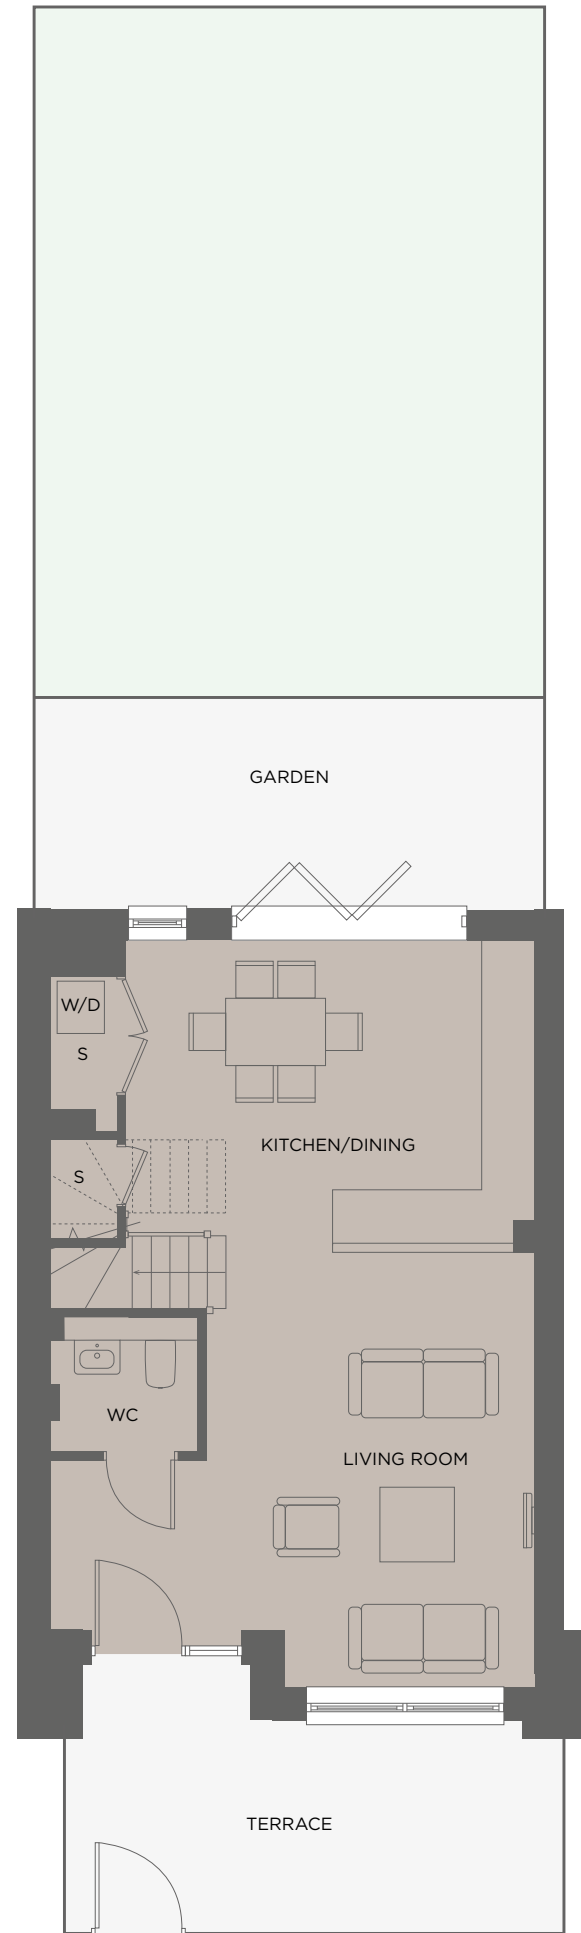 GARDEN
W/D
S
KITCHEN/DINING
S
WC
LIVING ROOM
TERRACE